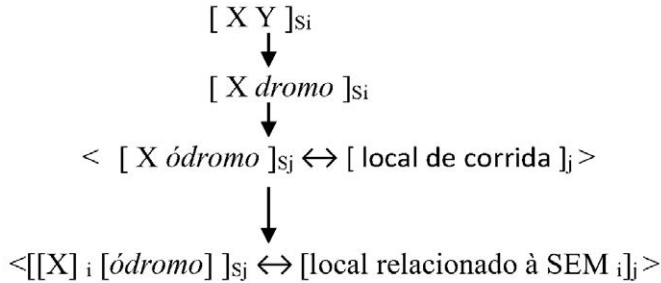 [ X Y ]Si
[ X dromo ]Si
< [ X ódromo ]Sj ↔ [ local de corrida ]j >
<[[X] i [ódromo] ]Sj ↔ [local relacionado à SEM i]j >